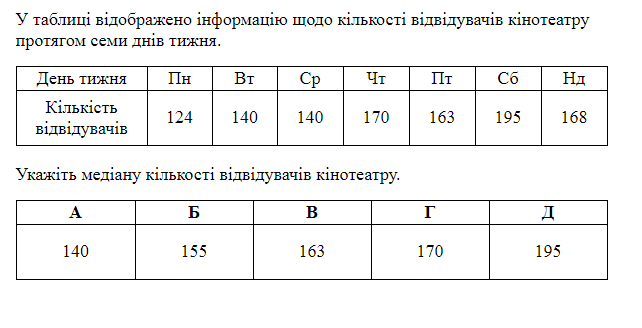 У таблиці відображено інформацію щодо кількості відвідувачів кінотеатру
протягом семи днів тижня.
День тижня Пн Вт Ср Чт Пт Сб Нд
Кількість
відвідувачів 124 140 140 170 163 195 168
Укажіть медіану кількості відвідувачів кінотеатру.
А Б В Г Д
140 155 163 170 195